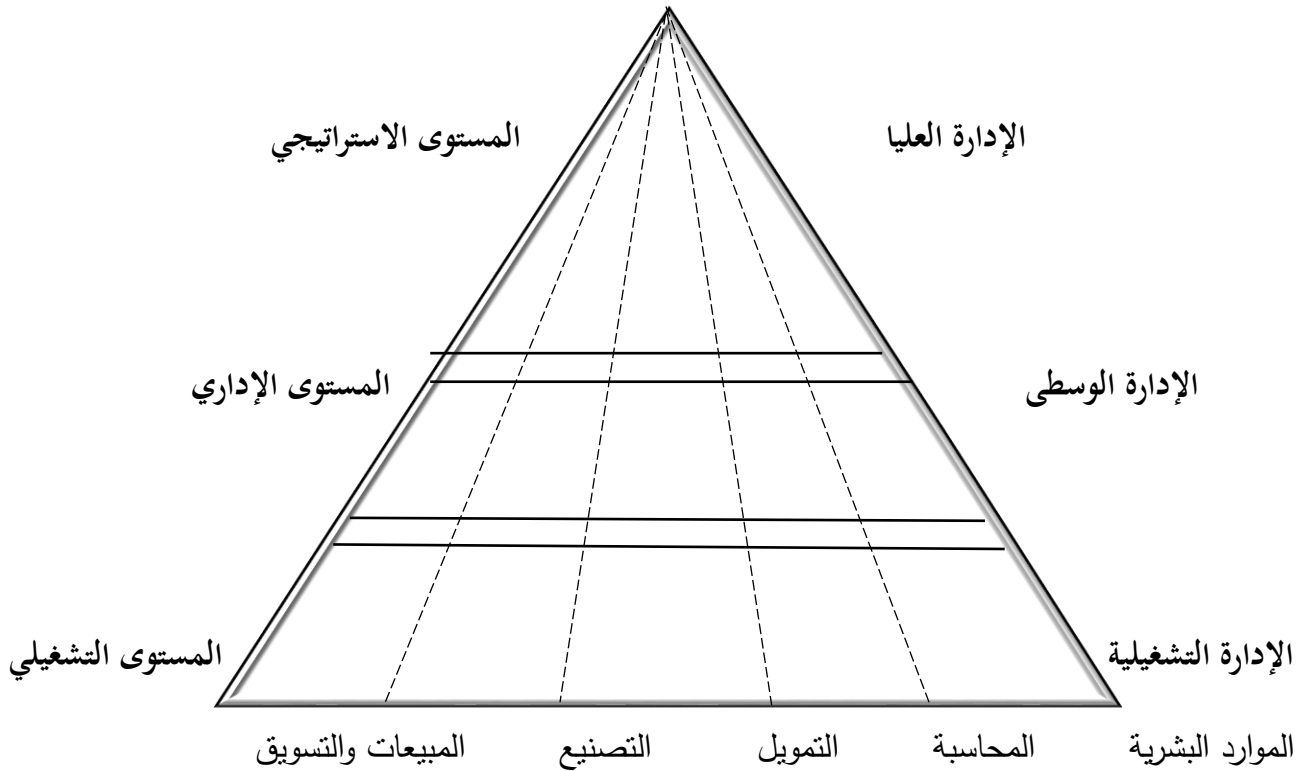 الإدارة العليا
المستوى الاستراتيجي
الإدارة الوسطى
المستوى الإداري
الإدارة التشغيلية
المستوى التشغيلي
الموارد البشرية
المحاسبة
التمويل
التصنيع
المبيعات والتسويق